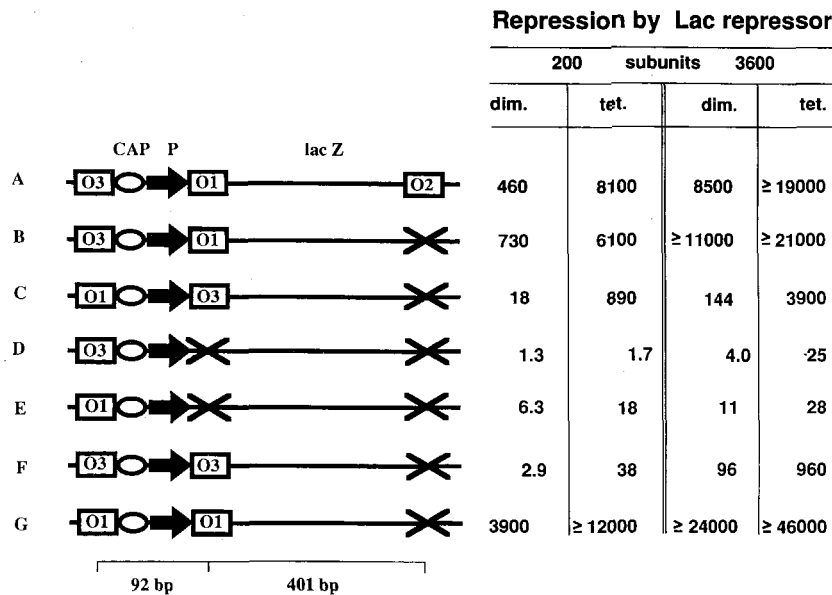 Repression by Lac repressor
200 subunits 3600
dim. tet. dim. tet.
CAP P lac Z
A O3 O1 O2 460 8100 8500 ≥ 19000
B O3 O1 730 6100 ≥ 11000 ≥ 21000
C O1 O3 18 890 144 3900
D O3 1.3 1.7 4.0 25
E O1 6.3 18 11 28
F O3 O3 2.9 38 96 960
G O1 O1 3900 ≥ 12000 ≥ 24000 ≥ 46000
92 bp 401 bp